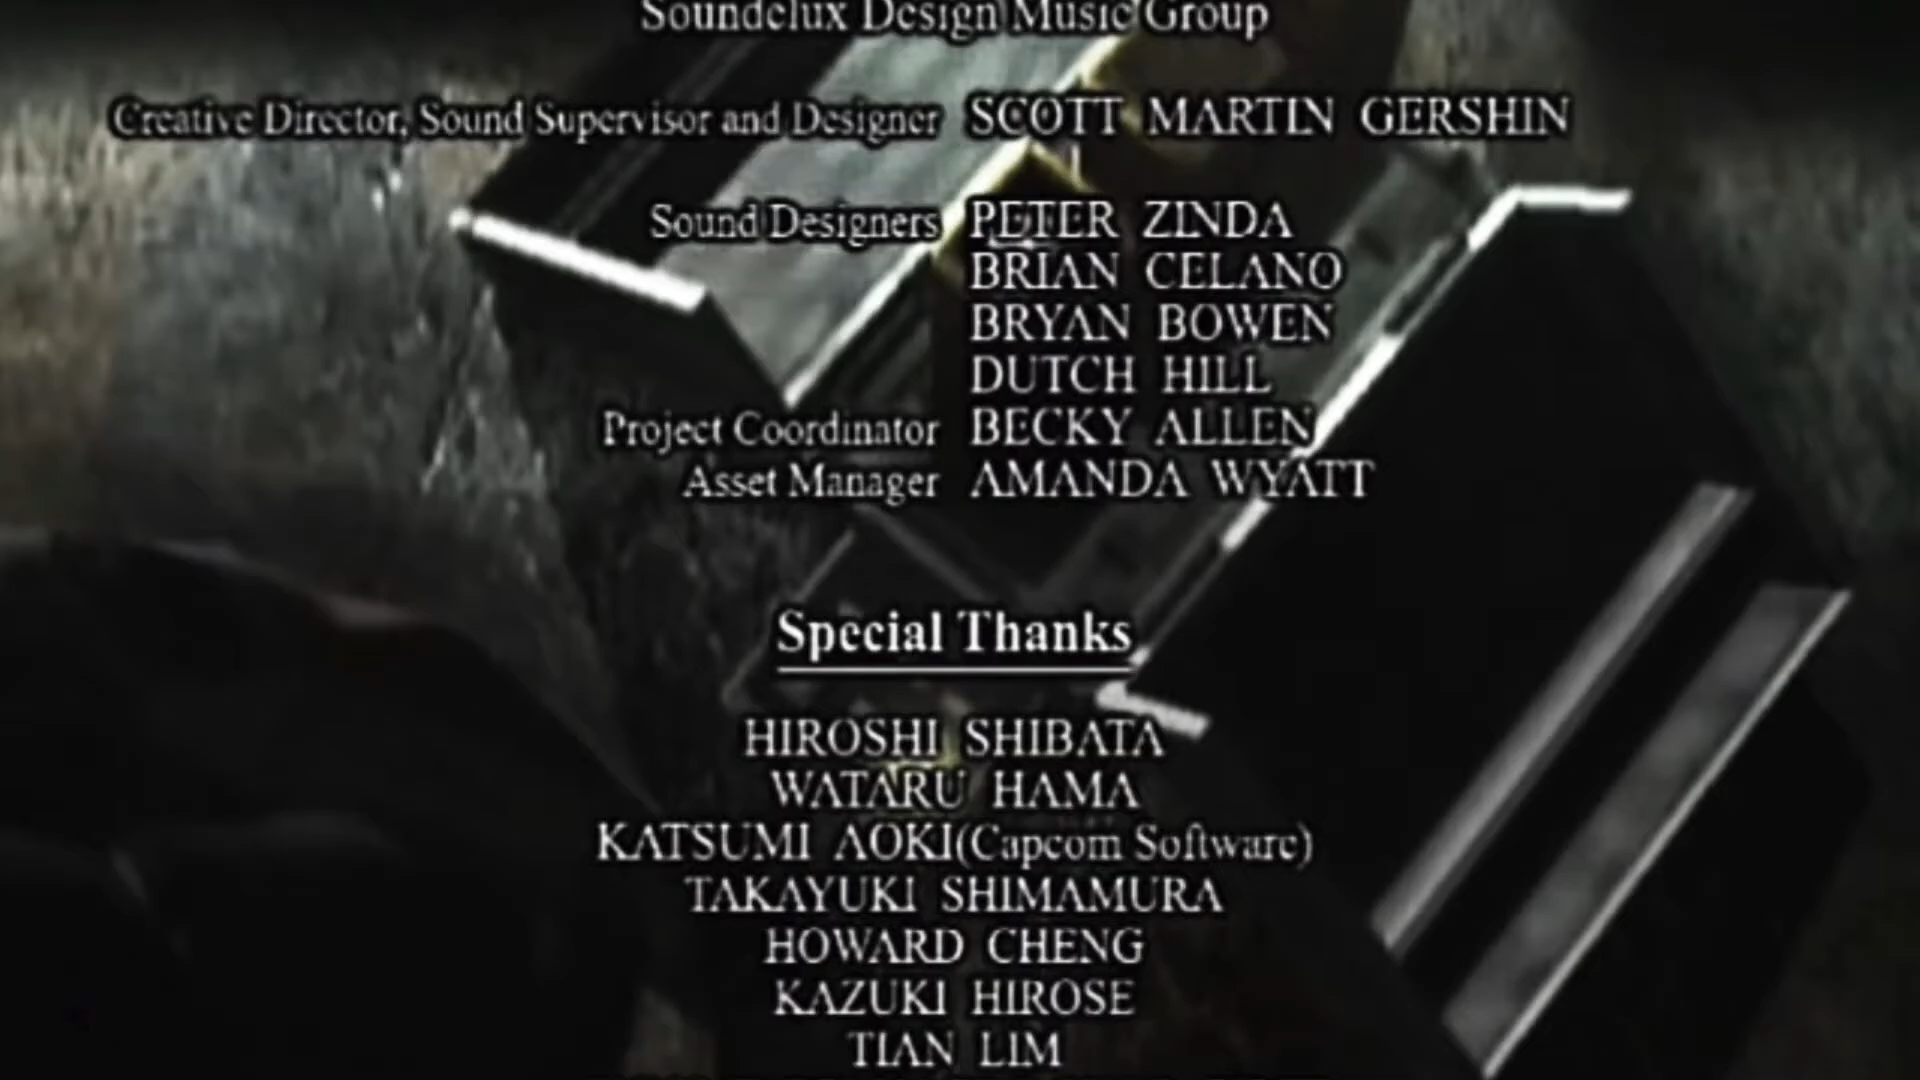 Soundelux Design Music Group
Creative Director, Sound Supervisor and Designer SCOTT MARTIN GERSHIN
Sound Designers PETER ZINDA
BRIAN CELANO
BRYAN BOWEN
DUTCH HILL
Project Coordinator BECKY ALLEN
Asset Manager AMANDA WYATT
Special Thanks
HIROSHI SHIBATA
WATARU HAMA
KATSUMI AOKI(Capcom Software)
TAKAYUKI SHIMAMURA
HOWARD CHENG
KAZUKI HIROSE
TIAN LIM